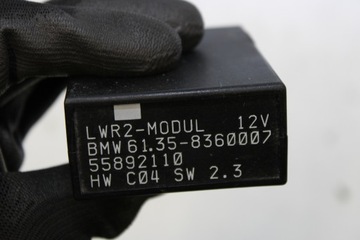 LWR2-MODUL 12V
BMW 61.35-8360007
55892110
HW C04 SW 2.3